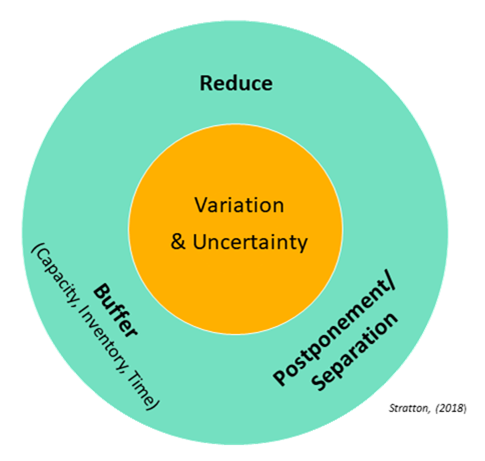 Reduce
Variation
& Uncertainty
Buffer
(Capacity, Inventory, Time)
Postponement/
Separation
Stratton, (2018)